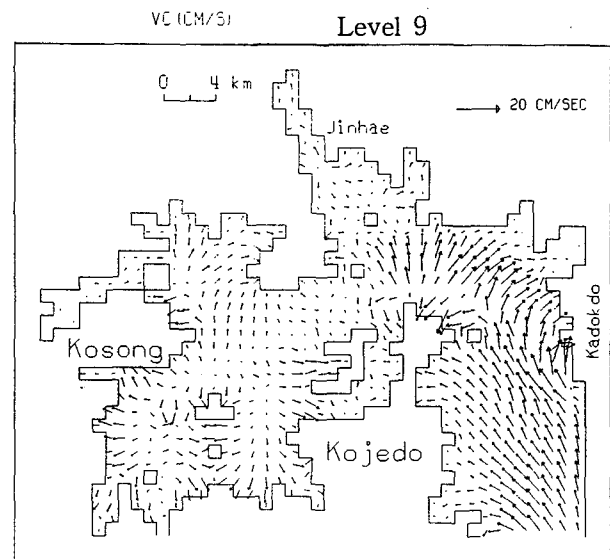 VC (CM/S)
Level 9
0 4 km
20 CM/SEC
Jinhae
Kosong
Kadokdo
Kojedo